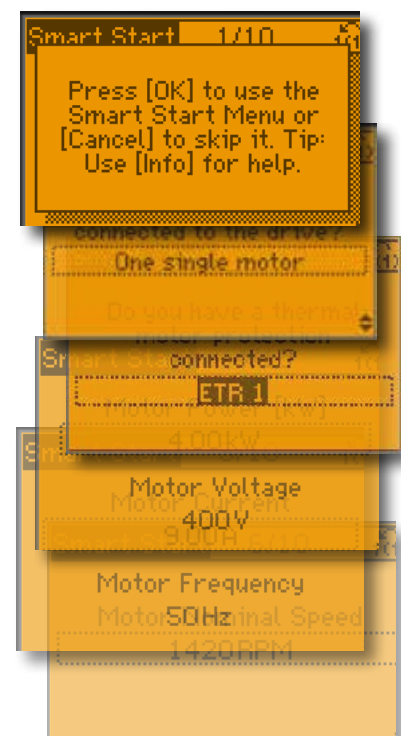 Smart Start 1/10
Press [OK] to use the
Smart Start Menu or
[Cancel] to skip it. Tip:
Use [Info] for help.
connected to the drive?
One single motor
Do you have a thermal
motor protection
connected?
ETR 1
Motor Power [kW]
4.00kW
Motor Voltage
400V
Motor Current
9.00A
Motor Frequency
50Hz
Motor Nominal Speed
1420RPM